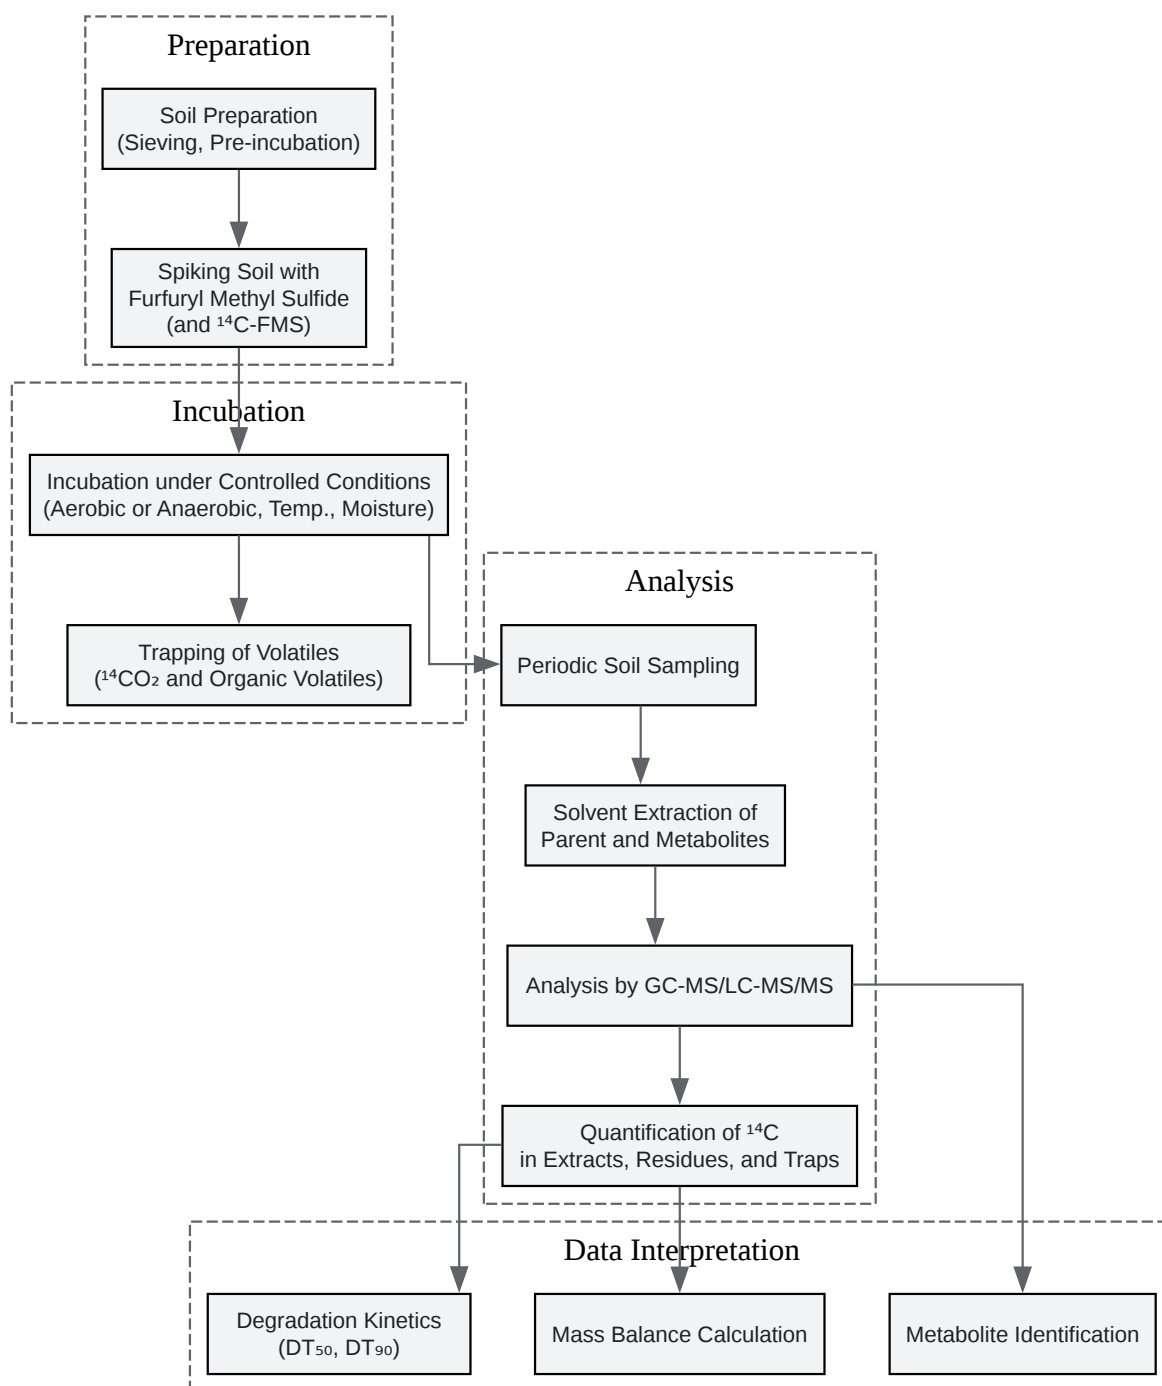 Preparation
Soil Preparation
(Sieving, Pre-incubation)
Spiking Soil with
Furfuryl Methyl Sulfide
(and ¹⁴C-FMS)
Incubation
Incubation under Controlled Conditions
(Aerobic or Anaerobic, Temp., Moisture)
Trapping of Volatiles
(¹⁴CO₂ and Organic Volatiles)
Analysis
Periodic Soil Sampling
Solvent Extraction of
Parent and Metabolites
Analysis by GC-MS/LC-MS/MS
Quantification of ¹⁴C
in Extracts, Residues, and Traps
Data Interpretation
Degradation Kinetics
(DT₅₀, DT₉₀)
Mass Balance Calculation
Metabolite Identification